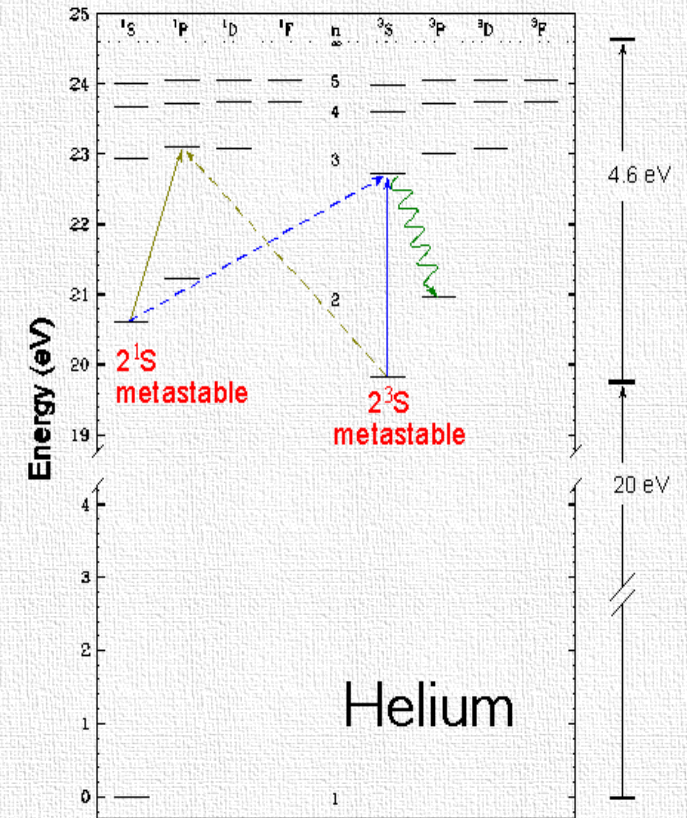 25
¹S ¹P ¹D ¹F n ³S ³P ³D ³F
∞
24
5
4
23
3
4.6 eV
22
21
2
20
2¹S
metastable
2³S
metastable
19
Energy (eV)
20 eV
4
3
2
Helium
1
0
1